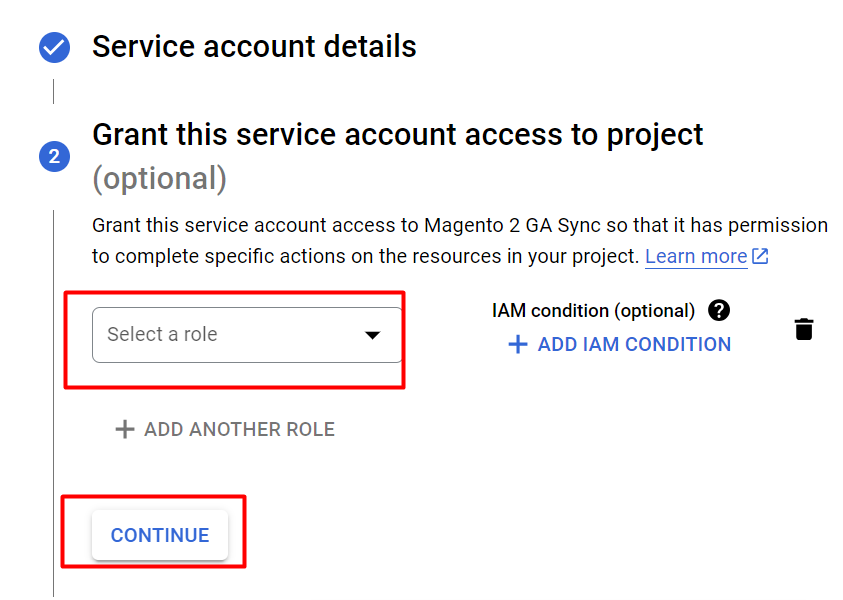 Service account details
2
Grant this service account access to project
(optional)
Grant this service account access to Magento 2 GA Sync so that it has permission
to complete specific actions on the resources in your project. Learn more
Select a role
IAM condition (optional) ?
+ ADD IAM CONDITION
+ ADD ANOTHER ROLE
CONTINUE